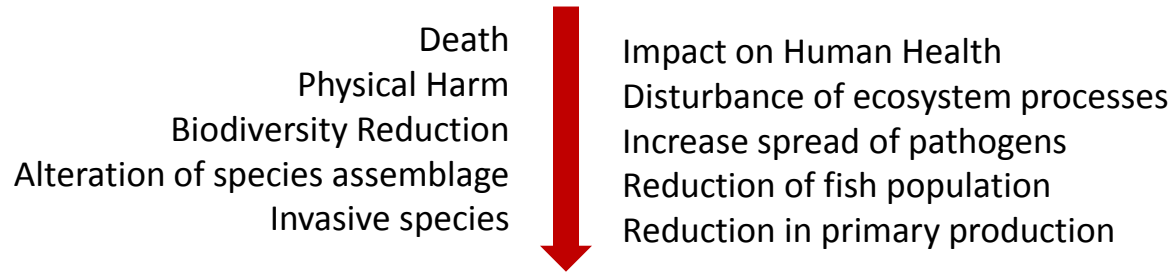 Death
Physical Harm
Biodiversity Reduction
Alteration of species assemblage
Invasive species
Impact on Human Health
Disturbance of ecosystem processes
Increase spread of pathogens
Reduction of fish population
Reduction in primary production